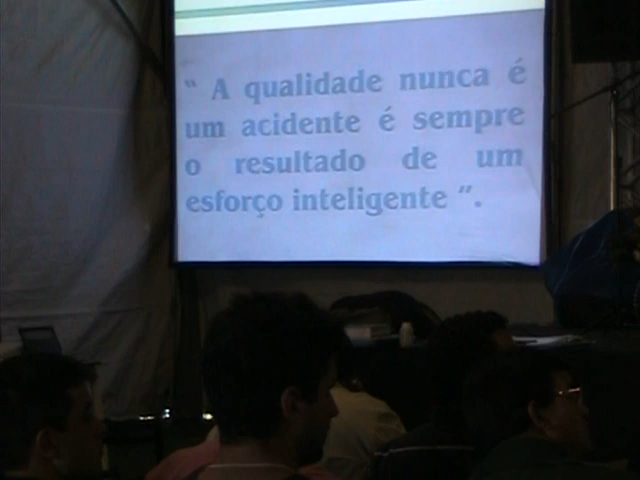 " A qualidade nunca é
um acidente é sempre
o resultado de um
esforço inteligente ".